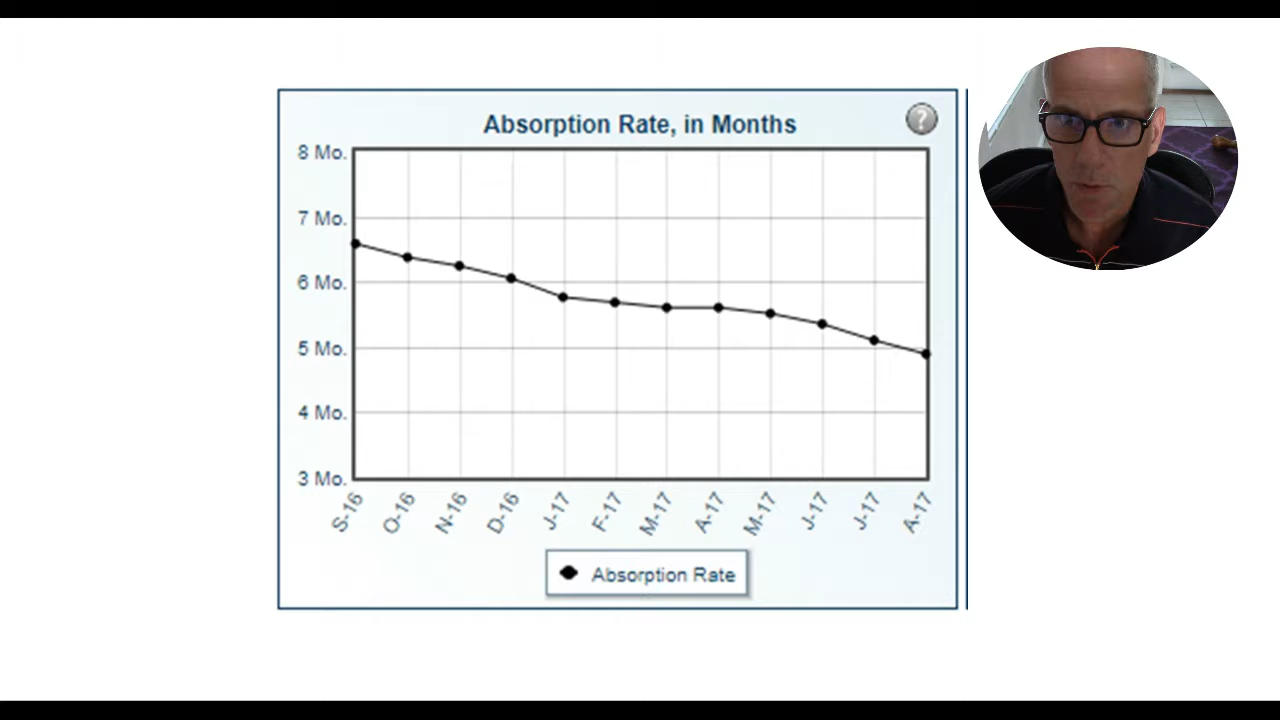 Absorption Rate, in Months
?
8 Mo.
7 Mo.
6 Mo.
5 Mo.
4 Mo.
3 Mo.
S-16 O-16 N-16 D-16 J-17 F-17 M-17 A-17 M-17 J-17 J-17 A-17
Absorption Rate